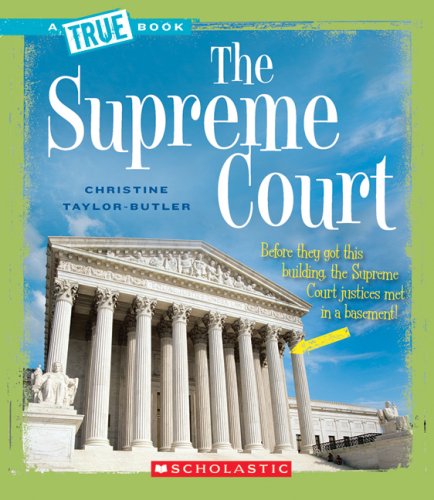 A TRUE BOOK
The
Supreme
Court
CHRISTINE
TAYLOR-BUTLER
Before they got this
building, the Supreme
Court justices met
in a basement!
SCHOLASTIC